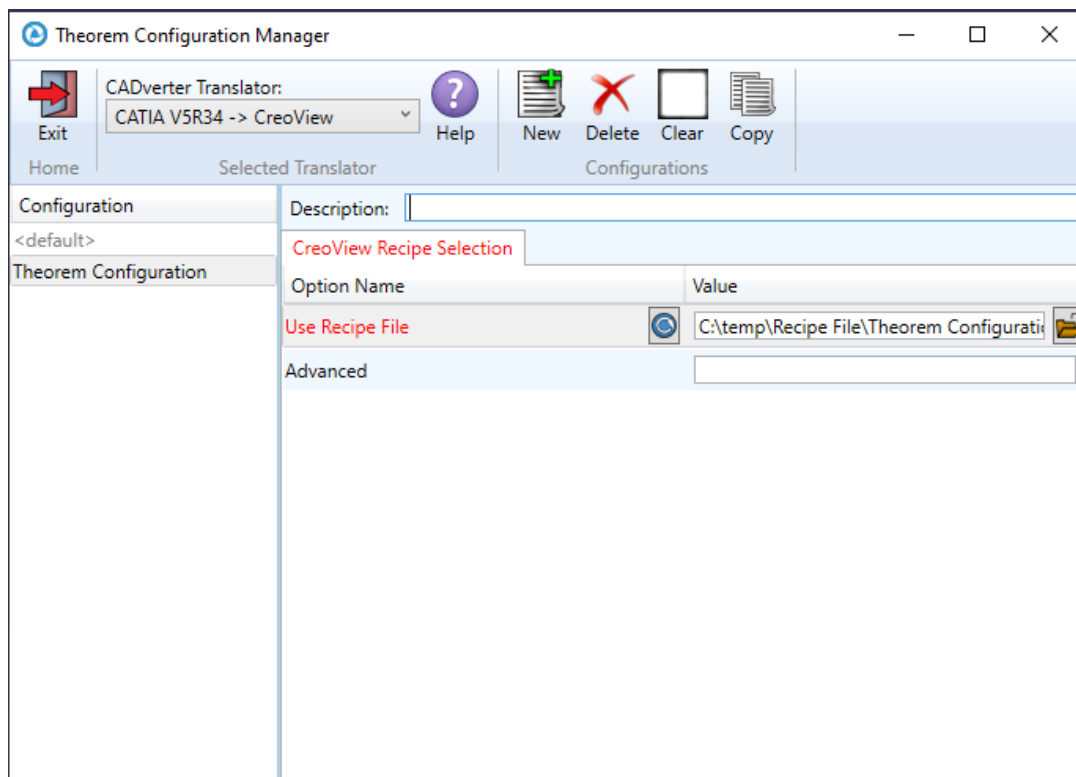 Theorem Configuration Manager
CADverter Translator:
CATIA V5R34 -> CreoView
Exit
Help
New
Delete
Clear
Copy
Home
Selected Translator
Configurations
Configuration
Description:
<default>
CreoView Recipe Selection
Theorem Configuration
Option Name
Value
Use Recipe File
C:\temp\Recipe File\Theorem Configuratio
Advanced